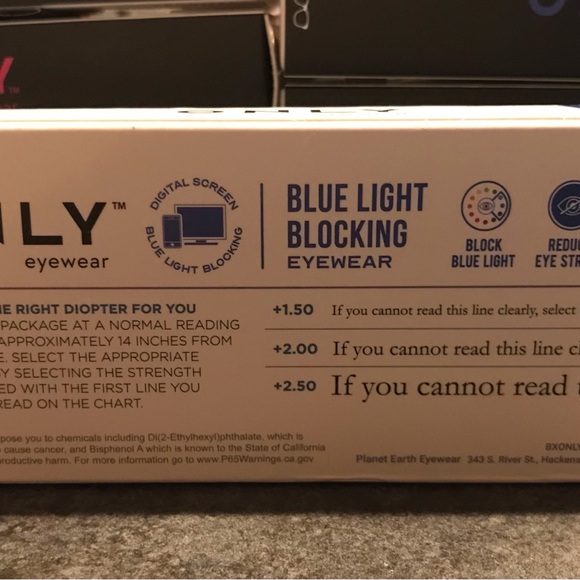 Y™
NLY™
eyewear
DIGITAL SCREEN
BLUE LIGHT BLOCKING
BLUE LIGHT
BLOCKING
EYEWEAR
BLOCK
BLUE LIGHT
REDUC
EYE STR
RIGHT DIOPTER FOR YOU
PACKAGE AT A NORMAL READING
APPROXIMATELY 14 INCHES FROM
E. SELECT THE APPROPRIATE
Y SELECTING THE STRENGTH
ED WITH THE FIRST LINE YOU
READ ON THE CHART.
+1.50 If you cannot read this line clearly, select
+2.00 If you cannot read this line cl
+2.50 If you cannot read t
pose you to chemicals including Di(2-Ethylhexyl)phthalate, which is
cause cancer, and Bisphenol A which is known to the State of California
productive harm. For more information go to www.P65Warnings.ca.gov
BXONLY
Planet Earth Eyewear 343 S. River St., Hackens